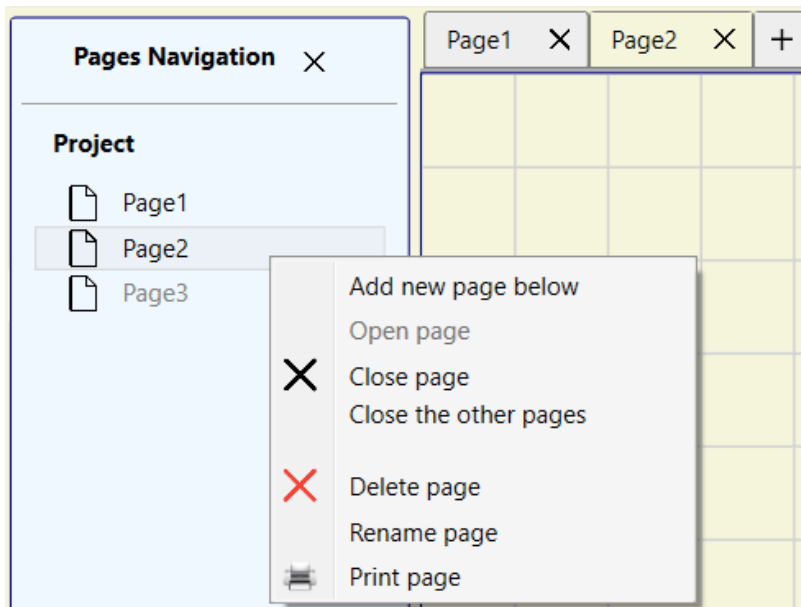 Pages Navigation
Page1
Page2
Project
Page1
Page2
Page3
Add new page below
Open page
Close page
Close the other pages
Delete page
Rename page
Print page